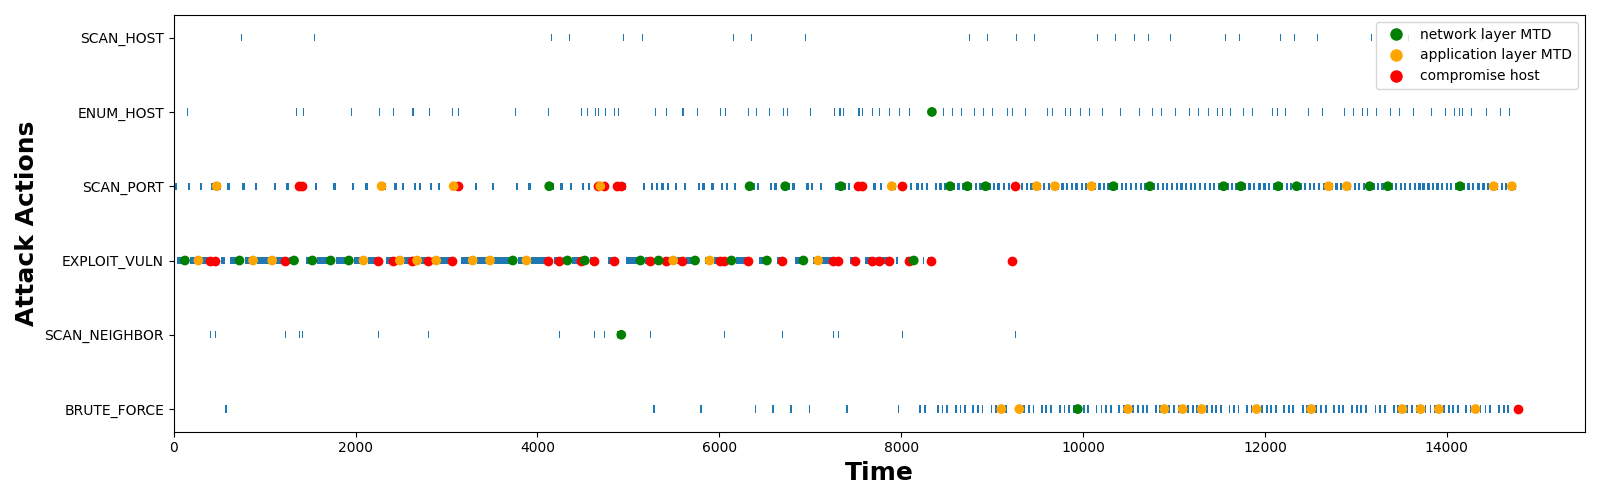 SCAN_HOST
ENUM_HOST
SCAN_PORT
EXPLOIT_VULN
SCAN_NEIGHBOR
BRUTE_FORCE
Attack Actions
network layer MTD
application layer MTD
compromise host
0 2000 4000 6000 8000 10000 12000 14000
Time